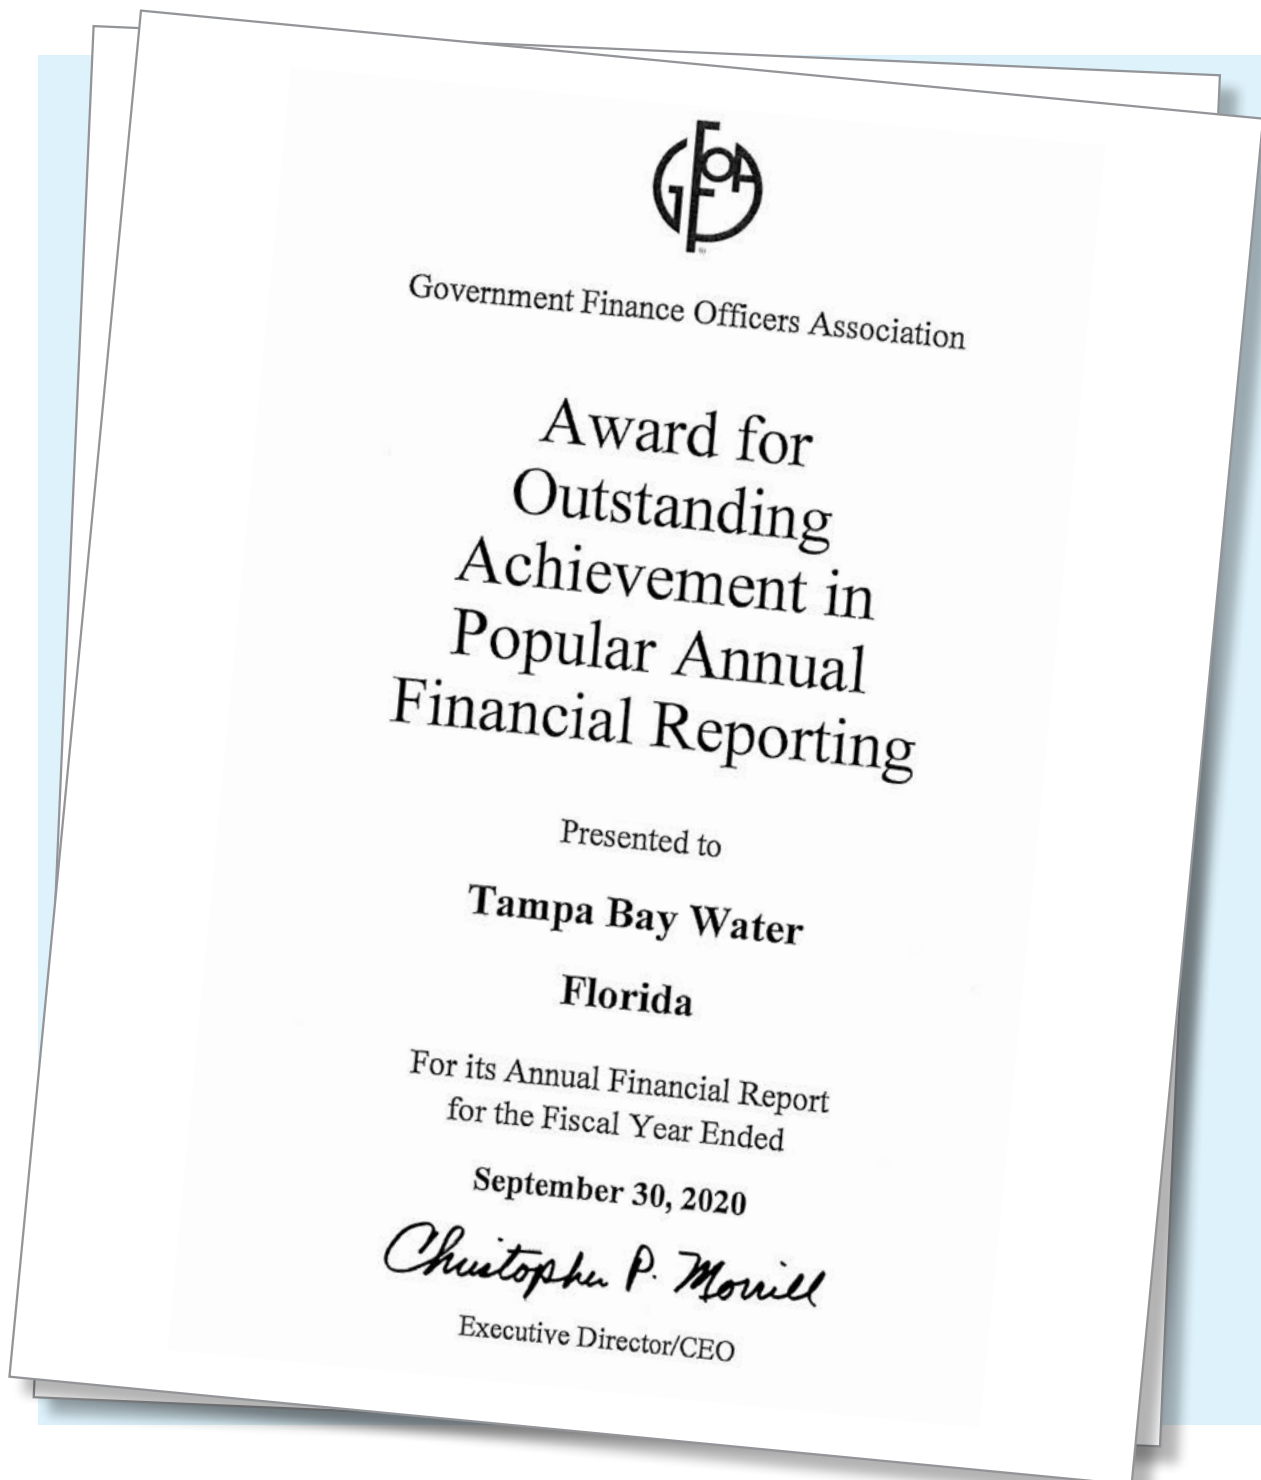 GFOA
Government Finance Officers Association
Award for
Outstanding
Achievement in
Popular Annual
Financial Reporting
Presented to
Tampa Bay Water
Florida
For its Annual Financial Report
for the Fiscal Year Ended
September 30, 2020
Christopher P. Morrill
Executive Director/CEO